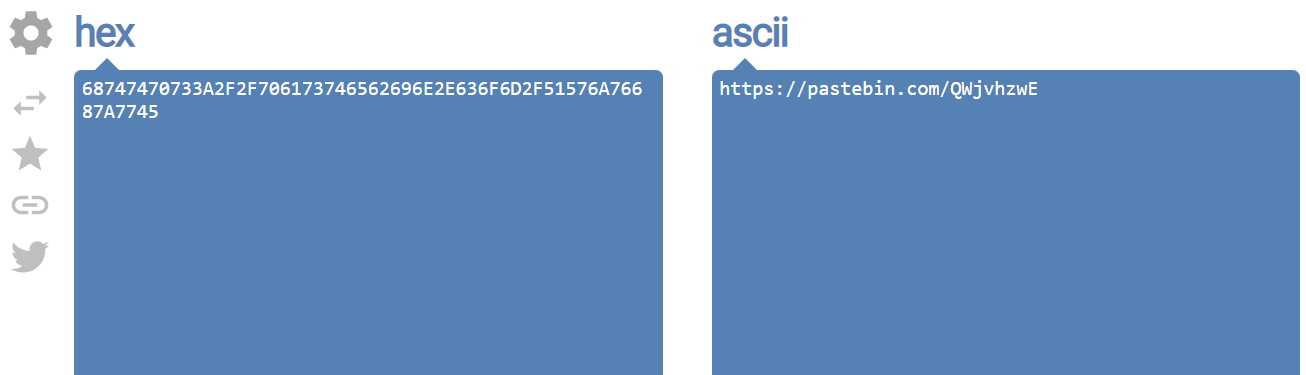 hex
68747470733A2F2F706173746562696E2E636F6D2F51576A766
87A7745
ascii
https://pastebin.com/QWjvhzwE